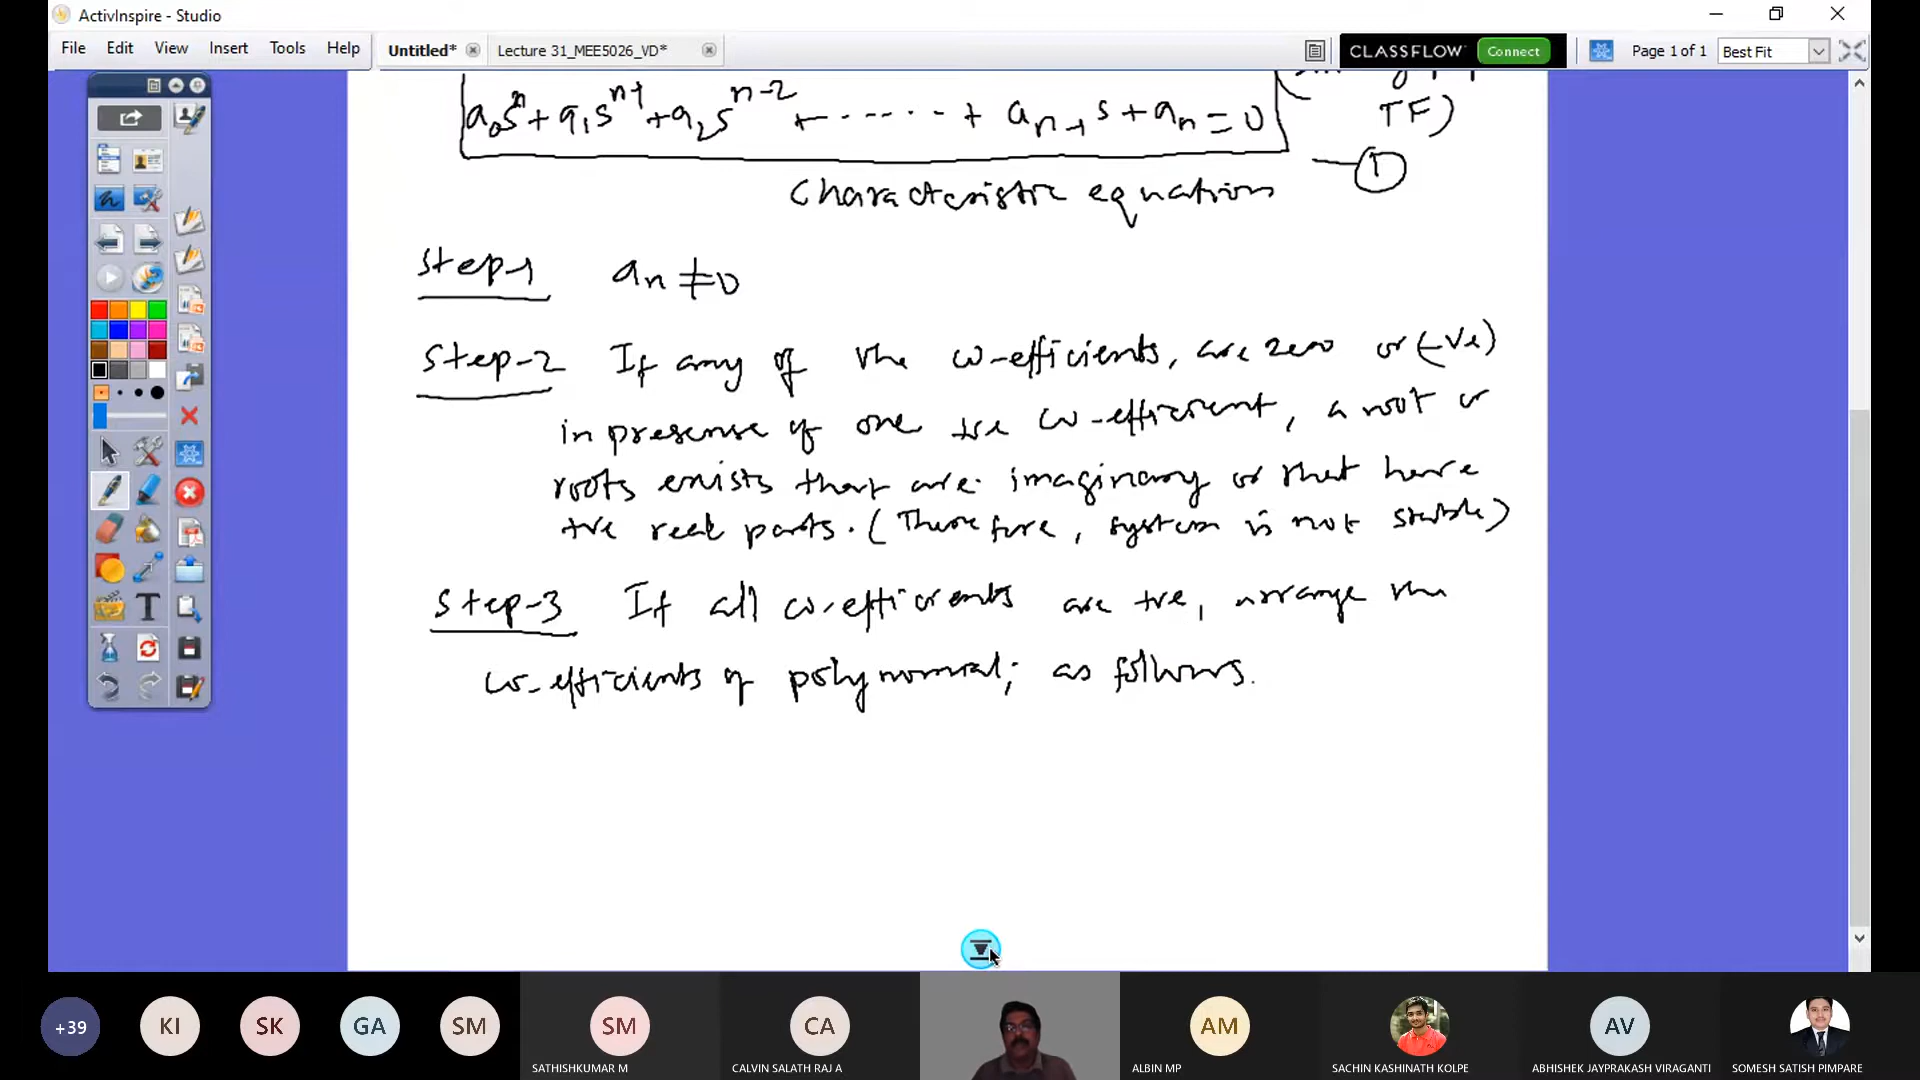 ActivInspire - Studio
File Edit View Insert Tools Help
Untitled*
Lecture 31_MEE5026_VD*
CLASSFLOW
Connect
Page 1 of 1
Best Fit
a₀sⁿ + a₁sⁿ⁻¹ + a₂sⁿ⁻² + ------ + aₙ₋₁ s + aₙ = 0
TF)
①
Characteristic equation
Step-1 aₙ ≠ 0
Step-2 If any of the co-efficients, are zero or (-ve)
in presense of one +ve co-efficient, a root or
roots exists that are imaginary or that have
+ve real parts. (Therefore, system is not stable)
Step-3 If all co-efficients are +ve, arrange the
co-efficients of polynomial; as follows.
+39
KI
SK
GA
SM
SM
SATHISHKUMAR M
CA
CALVIN SALATH RAJ A
AM
ALBIN MP
SACHIN KASHINATH KOLPE
AV
ABHISHEK JAYPRAKASH VIRAGANTI
SOMESH SATISH PIMPARE